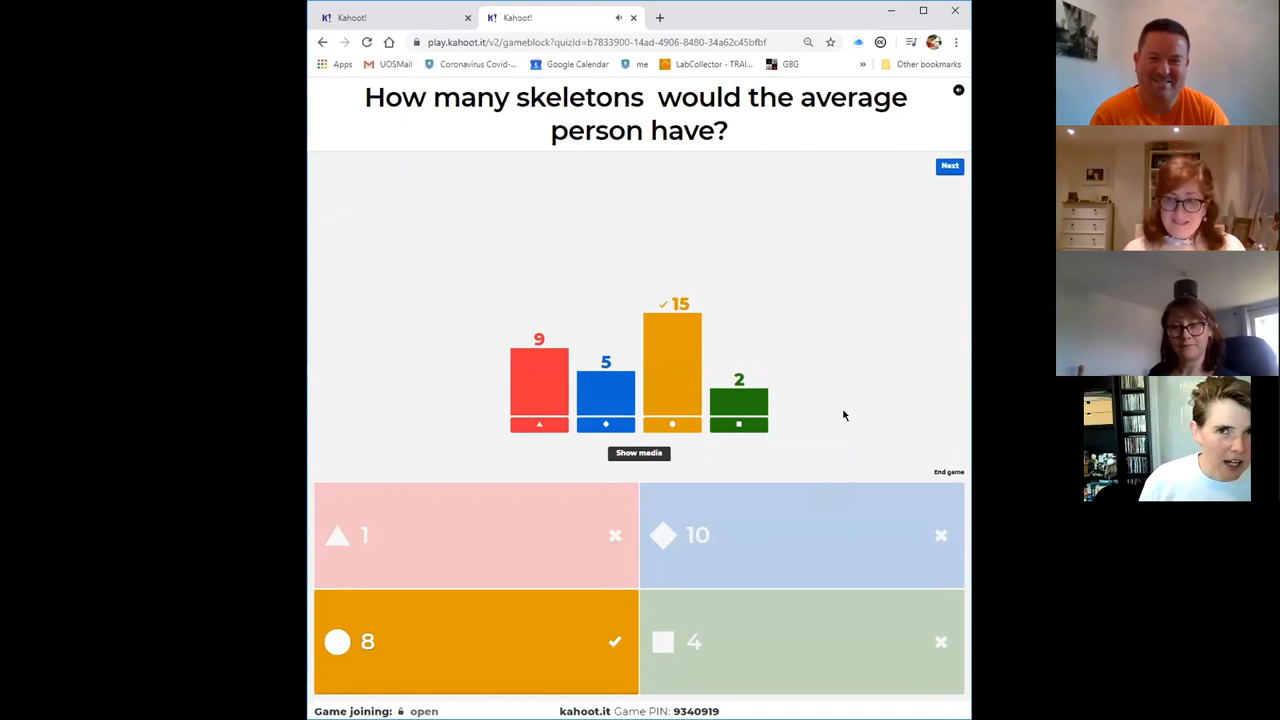 Kahoot!
Kahoot!
play.kahoot.it/v2/gameblock?quizId=b7833900-14ad-4906-8480-34a62c45bfbf
Apps UOSMail Coronavirus Covid-... Google Calendar me LabCollector - TRAI... GBG » Other bookmarks
How many skeletons would the average
person have?
Next
15
9
5
2
Show media
End game
1
10
8
4
Game joining: open kahoot.it Game PIN: 9340919